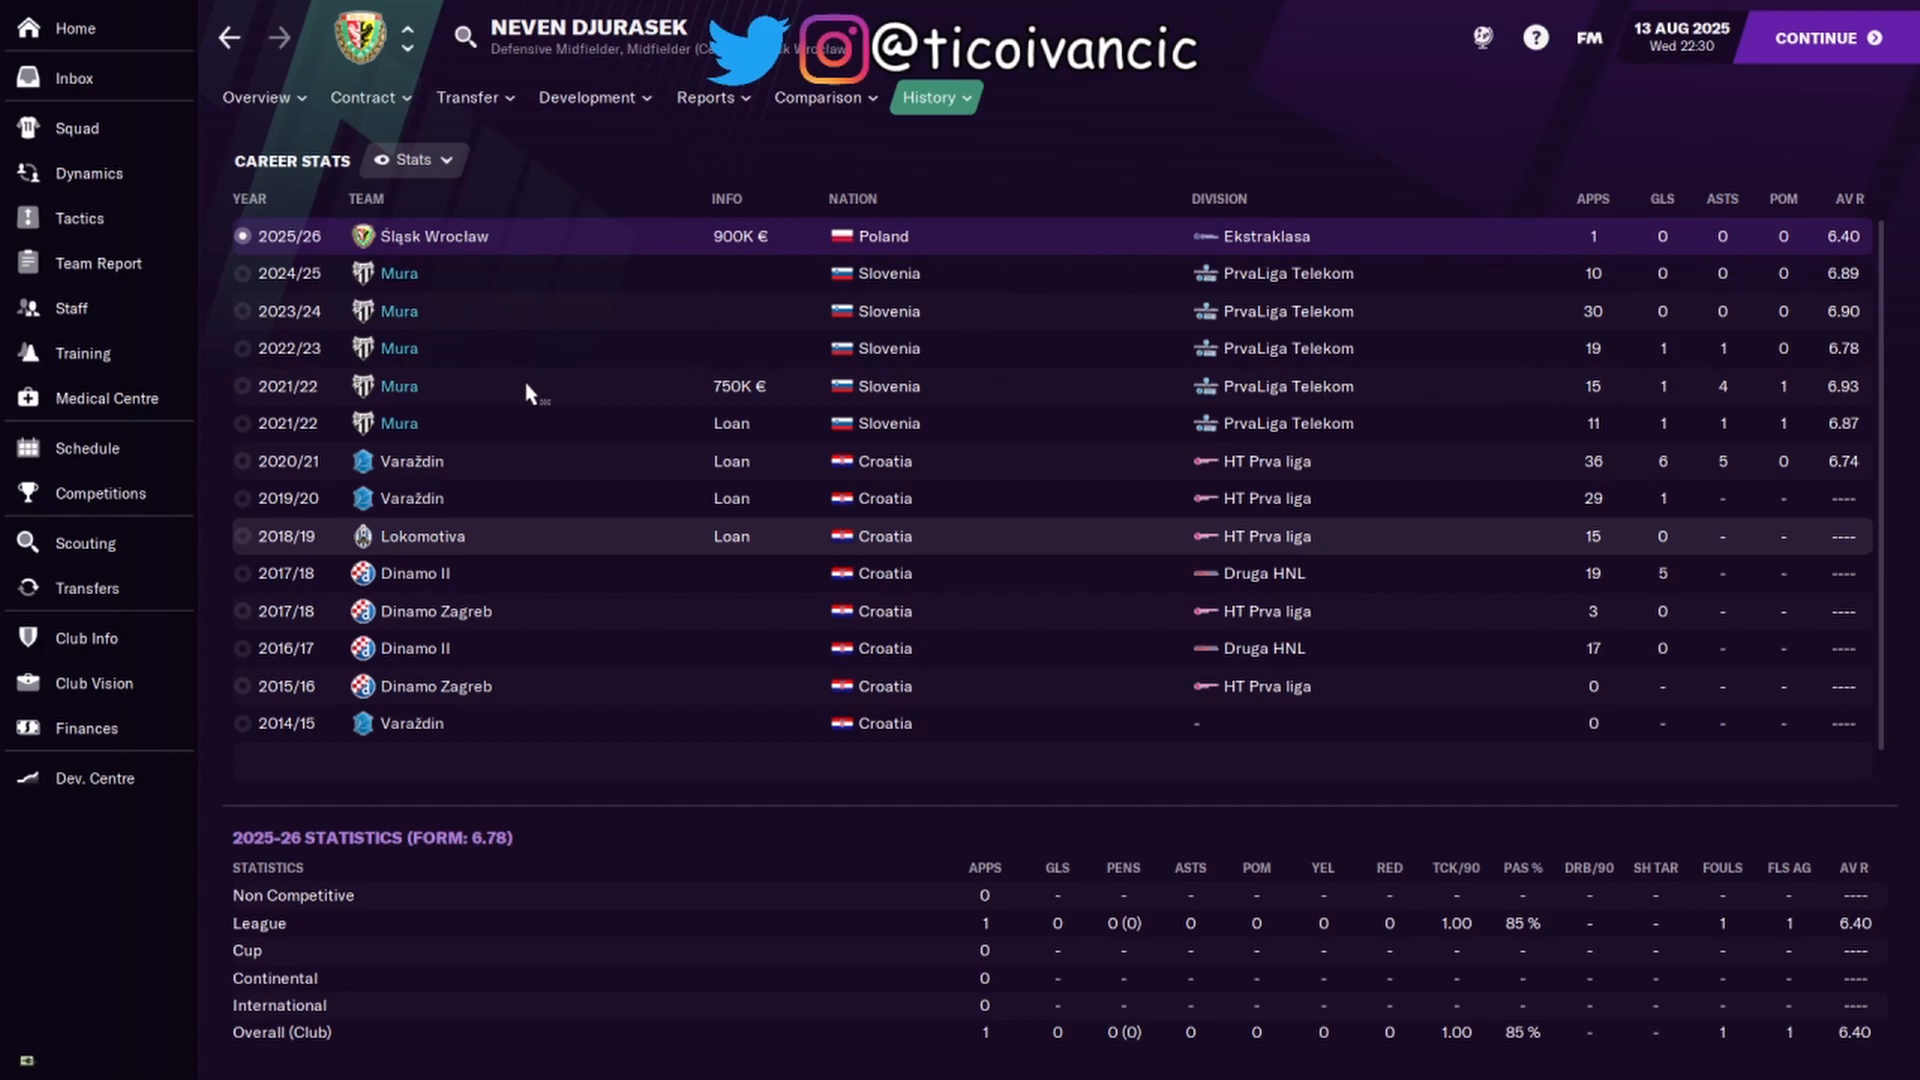 Home
Inbox
Squad
Dynamics
Tactics
Team Report
Staff
Training
Medical Centre
Schedule
Competitions
Scouting
Transfers
Club Info
Club Vision
Finances
Dev. Centre
NEVEN DJURASEK
Defensive Midfielder, Midfielder
@ticoivancic
FM
13 AUG 2025
Wed 22:30
CONTINUE
Overview Contract Transfer Development Reports Comparison History
CAREER STATS Stats
YEAR TEAM INFO NATION DIVISION APPS GLS ASTS POM AV R
2025/26 Śląsk Wrocław 900K € Poland Ekstraklasa 1 0 0 0 6.40
2024/25 Mura Slovenia PrvaLiga Telekom 10 0 0 0 6.89
2023/24 Mura Slovenia PrvaLiga Telekom 30 0 0 0 6.90
2022/23 Mura Slovenia PrvaLiga Telekom 19 1 1 0 6.78
2021/22 Mura 750K € Slovenia PrvaLiga Telekom 15 1 4 1 6.93
2021/22 Mura Loan Slovenia PrvaLiga Telekom 11 1 1 1 6.87
2020/21 Varaždin Loan Croatia HT Prva liga 36 6 5 0 6.74
2019/20 Varaždin Loan Croatia HT Prva liga 29 1 - - ----
2018/19 Lokomotiva Loan Croatia HT Prva liga 15 0 - - ----
2017/18 Dinamo II Croatia Druga HNL 19 5 - - ----
2017/18 Dinamo Zagreb Croatia HT Prva liga 3 0 - - ----
2016/17 Dinamo II Croatia Druga HNL 17 0 - - ----
2015/16 Dinamo Zagreb Croatia HT Prva liga 0 - - - ----
2014/15 Varaždin Croatia - 0 - - - ----
2025-26 STATISTICS (FORM: 6.78)
STATISTICS APPS GLS PENS ASTS POM YEL RED TCK/90 PAS % DRB/90 SH TAR FOULS FLS AG AV R
Non Competitive 0 - - - - - - - - - - - - ----
League 1 0 0 (0) 0 0 0 0 1.00 85 % - - 1 1 6.40
Cup 0 - - - - - - - - - - - - ----
Continental 0 - - - - - - - - - - - - ----
International 0 - - - - - - - - - - - - ----
Overall (Club) 1 0 0 (0) 0 0 0 0 1.00 85 % - - 1 1 6.40